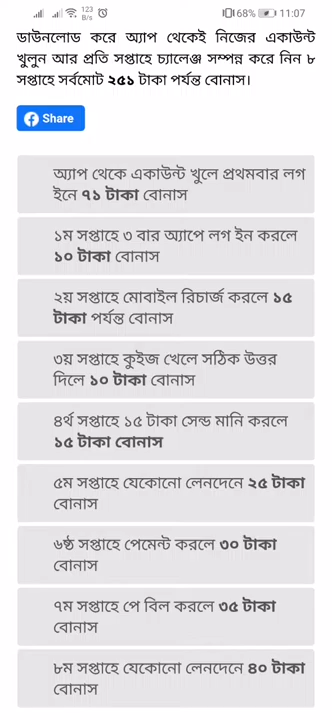 123
B/s
68%
11:07
ডাউনলোড করে অ্যাপ থেকেই নিজের একাউন্ট
খুলুন আর প্রতি সপ্তাহে চ্যালেঞ্জ সম্পন্ন করে নিন ৮
সপ্তাহে সর্বমোট ২৫১ টাকা পর্যন্ত বোনাস।
Share
অ্যাপ থেকে একাউন্ট খুলে প্রথমবার লগ
ইনে ৭১ টাকা বোনাস
১ম সপ্তাহে ৩ বার অ্যাপে লগ ইন করলে
১০ টাকা বোনাস
২য় সপ্তাহে মোবাইল রিচার্জ করলে ১৫
টাকা পর্যন্ত বোনাস
৩য় সপ্তাহে কুইজ খেলে সঠিক উত্তর
দিলে ১০ টাকা বোনাস
৪র্থ সপ্তাহে ১৫ টাকা সেন্ড মানি করলে
১৫ টাকা বোনাস
৫ম সপ্তাহে যেকোনো লেনদেনে ২৫ টাকা
বোনাস
৬ষ্ঠ সপ্তাহে পেমেন্ট করলে ৩০ টাকা
বোনাস
৭ম সপ্তাহে পে বিল করলে ৩৫ টাকা
বোনাস
৮ম সপ্তাহে যেকোনো লেনদেনে ৪০ টাকা
বোনাস